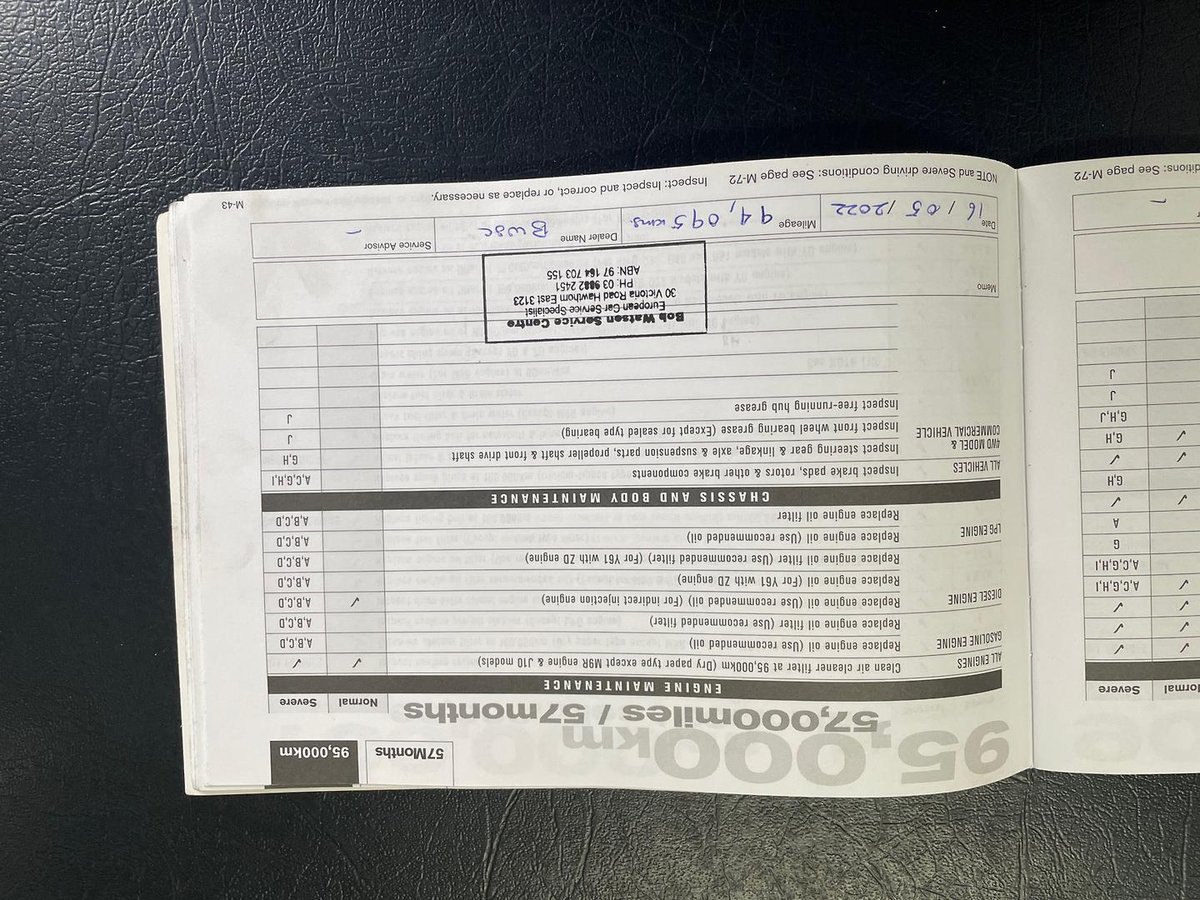 57Months 95,000km
95,000km
57,000miles / 57months
Normal Severe
ENGINE MAINTENANCE
ALL ENGINES Clean air cleaner filter at 95,000km (Dry paper type except M9R engine & J10 models) ✓ ✓
GASOLINE ENGINE Replace engine oil (Use recommended oil) A,B,C,D
Replace engine oil filter (Use recommended filter) A,B,C,D
DIESEL ENGINE Replace engine oil (Use recommended oil) (For indirect injection engine) ✓ A,B,C,D
Replace engine oil (For Y61 with ZD engine) A,B,C,D
Replace engine oil filter (Use recommended filter) (For Y61 with ZD engine) A,B,C,D
LPG ENGINE Replace engine oil (Use recommended oil) A,B,C,D
Replace engine oil filter A,B,C,D
CHASSIS AND BODY MAINTENANCE
ALL VEHICLES Inspect brake pads, rotors & other brake components A,C,G,H,I
4WD MODEL & COMMERCIAL VEHICLE Inspect steering gear & linkage, axle & suspension parts, propeller shaft & front drive shaft G,H
Inspect front wheel bearing grease (Except for sealed type bearing) J
Inspect free-running hub grease J
Memo
Bob Watson Service Centre
European Car Service Specialist
30 Victoria Road Hawthorn East 3123
PH: 03 9882 2451
ABN: 97 164 703 155
Date 16 / 05 / 2022 Mileage 94,095 kms Dealer Name BWSC Service Advisor –
NOTE and Severe driving conditions: See page M-72 Inspect: Inspect and correct, or replace as necessary.
M-43
Normal Severe
✓
✓
✓
A,C,G,H,I
A,C,G,H,I
G
A
✓ ✓
G,H
✓ ✓
✓ G,H
G,H,J
J
J
–
conditions: See page M-72